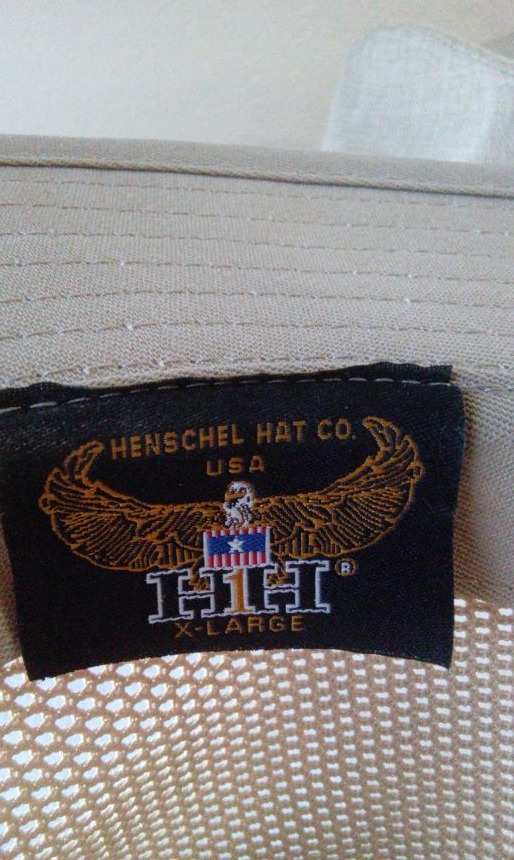 HENSCHEL HAT CO.
USA
H1H ®
X-LARGE